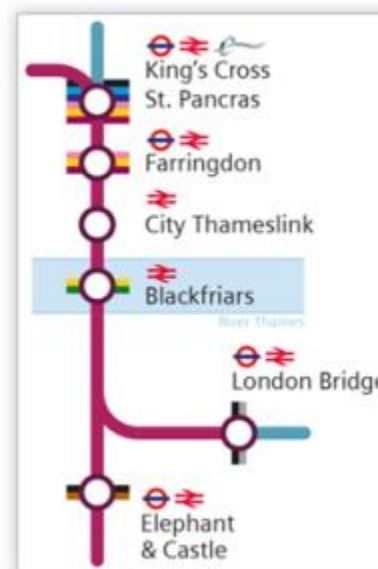 King's Cross
St. Pancras
Farringdon
City Thameslink
Blackfriars
River Thames
London Bridge
Elephant
& Castle